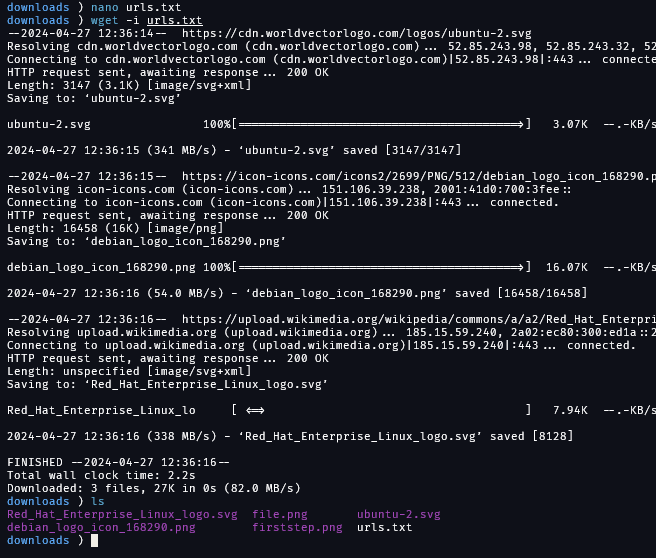 downloads ) nano urls.txt
downloads ) wget -i urls.txt
--2024-04-27 12:36:14--  https://cdn.worldvectorlogo.com/logos/ubuntu-2.svg
Resolving cdn.worldvectorlogo.com (cdn.worldvectorlogo.com)... 52.85.243.98, 52.85.243.32, 52
Connecting to cdn.worldvectorlogo.com (cdn.worldvectorlogo.com)|52.85.243.98|:443... connecte
HTTP request sent, awaiting response... 200 OK
Length: 3147 (3.1K) [image/svg+xml]
Saving to: ‘ubuntu-2.svg’
ubuntu-2.svg                100%[========================================>]   3.07K  --.-KB/s
2024-04-27 12:36:15 (341 MB/s) - ‘ubuntu-2.svg’ saved [3147/3147]
--2024-04-27 12:36:15--  https://icon-icons.com/icons2/2699/PNG/512/debian_logo_icon_168290.p
Resolving icon-icons.com (icon-icons.com)... 151.106.39.238, 2001:41d0:700:3fee::
Connecting to icon-icons.com (icon-icons.com)|151.106.39.238|:443... connected.
HTTP request sent, awaiting response... 200 OK
Length: 16458 (16K) [image/png]
Saving to: ‘debian_logo_icon_168290.png’
debian_logo_icon_168290.png 100%[========================================>]  16.07K  --.-KB/s
2024-04-27 12:36:16 (54.0 MB/s) - ‘debian_logo_icon_168290.png’ saved [16458/16458]
--2024-04-27 12:36:16--  https://upload.wikimedia.org/wikipedia/commons/a/a2/Red_Hat_Enterpri
Resolving upload.wikimedia.org (upload.wikimedia.org)... 185.15.59.240, 2a02:ec80:300:ed1a::2
Connecting to upload.wikimedia.org (upload.wikimedia.org)|185.15.59.240|:443... connected.
HTTP request sent, awaiting response... 200 OK
Length: unspecified [image/svg+xml]
Saving to: ‘Red_Hat_Enterprise_Linux_logo.svg’
Red_Hat_Enterprise_Linux_lo     [ <=>                                     ]   7.94K  --.-KB/s
2024-04-27 12:36:16 (338 MB/s) - ‘Red_Hat_Enterprise_Linux_logo.svg’ saved [8128]
FINISHED --2024-04-27 12:36:16--
Total wall clock time: 2.2s
Downloaded: 3 files, 27K in 0s (82.0 MB/s)
downloads ) ls
Red_Hat_Enterprise_Linux_logo.svg  file.png       ubuntu-2.svg
debian_logo_icon_168290.png        firststep.png  urls.txt
downloads )